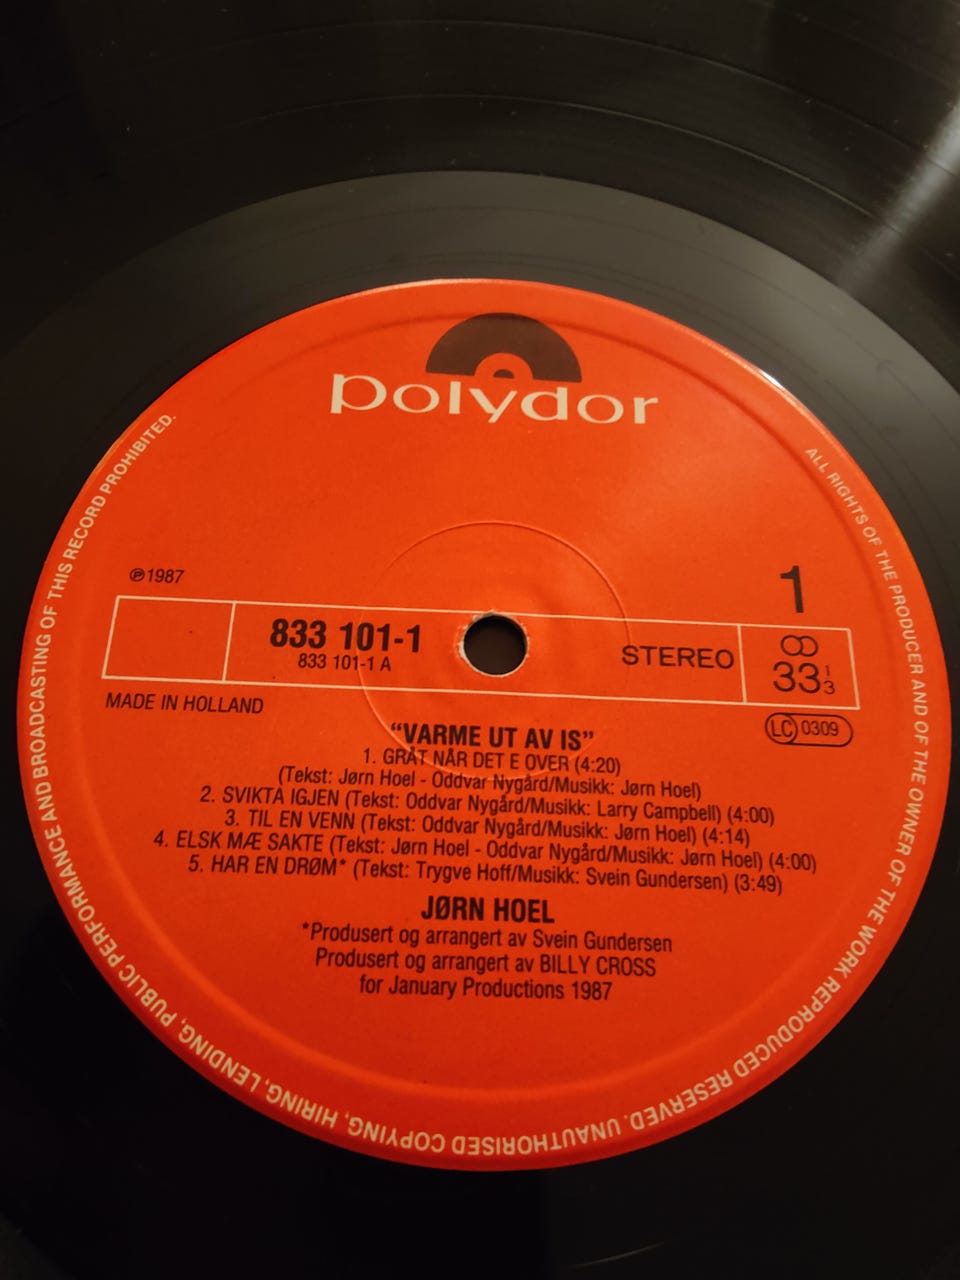 polydor
℗1987
1
833 101-1
833 101-1 A
STEREO
33 1/3
MADE IN HOLLAND
LC 0309
"VARME UT AV IS"
1. GRÅT NÅR DET E OVER (4:20)
(Tekst: Jørn Hoel - Oddvar Nygård/Musikk: Jørn Hoel)
2. SVIKTA IGJEN (Tekst: Oddvar Nygård/Musikk: Larry Campbell) (4:00)
3. TIL EN VENN (Tekst: Oddvar Nygård/Musikk: Jørn Hoel) (4:14)
4. ELSK MÆ SAKTE (Tekst: Jørn Hoel - Oddvar Nygård/Musikk: Jørn Hoel) (4:00)
5. HAR EN DRØM* (Tekst: Trygve Hoff/Musikk: Svein Gundersen) (3:49)
JØRN HOEL
*Produsert og arrangert av Svein Gundersen
Produsert og arrangert av BILLY CROSS
for January Productions 1987
ALL RIGHTS OF THE PRODUCER AND OF THE OWNER OF THE WORK REPRODUCED RESERVED. UNAUTHORISED COPYING, HIRING, LENDING, PUBLIC PERFORMANCE AND BROADCASTING OF THIS RECORD PROHIBITED.